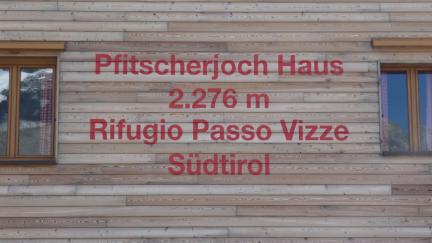 Pfitscherjoch Haus
2.276 m
Rifugio Passo Vizze
Südtirol